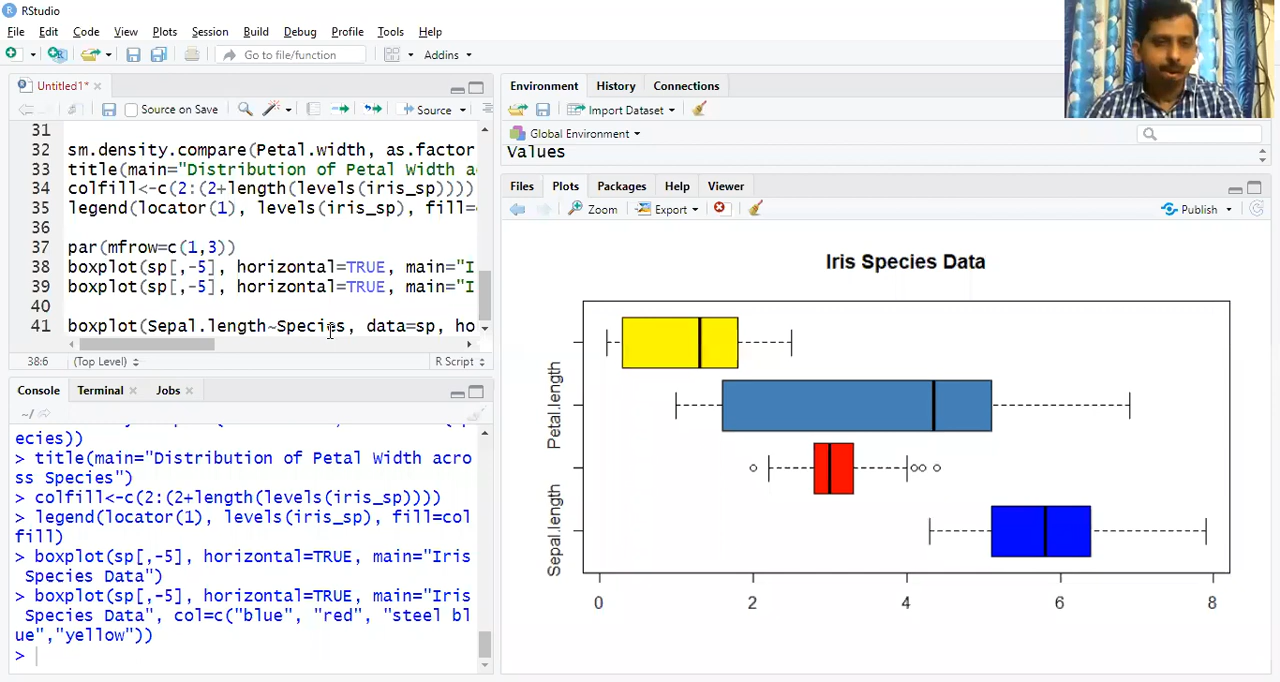 RStudio
File Edit Code View Plots Session Build Debug Profile Tools Help
Go to file/function
Addins
Untitled1*
Source on Save
Source
31
32 sm.density.compare(Petal.width, as.factor
33 title(main="Distribution of Petal Width a
34 colfill<-c(2:(2+length(levels(iris_sp))))
35 legend(locator(1), levels(iris_sp), fill=
36
37 par(mfrow=c(1,3))
38 boxplot(sp[,-5], horizontal=TRUE, main="I
39 boxplot(sp[,-5], horizontal=TRUE, main="I
40
41 boxplot(Sepal.length~Species, data=sp, ho
38:6 (Top Level) R Script
Console Terminal Jobs
~/
ecies))
> title(main="Distribution of Petal Width acro
ss Species")
> colfill<-c(2:(2+length(levels(iris_sp))))
> legend(locator(1), levels(iris_sp), fill=col
fill)
> boxplot(sp[,-5], horizontal=TRUE, main="Iris
Species Data")
> boxplot(sp[,-5], horizontal=TRUE, main="Iris
Species Data", col=c("blue", "red", "steel bl
ue","yellow"))
>
Environment History Connections
Import Dataset
Global Environment
Values
Files Plots Packages Help Viewer
Zoom Export Publish
Iris Species Data
Petal.length
Sepal.length
0 2 4 6 8